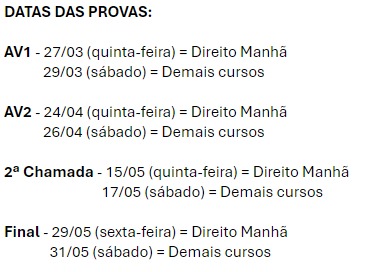 DATAS DAS PROVAS:
AV1 - 27/03 (quinta-feira) = Direito Manhã
29/03 (sábado) = Demais cursos
AV2 - 24/04 (quinta-feira) = Direito Manhã
26/04 (sábado) = Demais cursos
2ª Chamada - 15/05 (quinta-feira) = Direito Manhã
17/05 (sábado) = Demais cursos
Final - 29/05 (sexta-feira) = Direito Manhã
31/05 (sábado) = Demais cursos